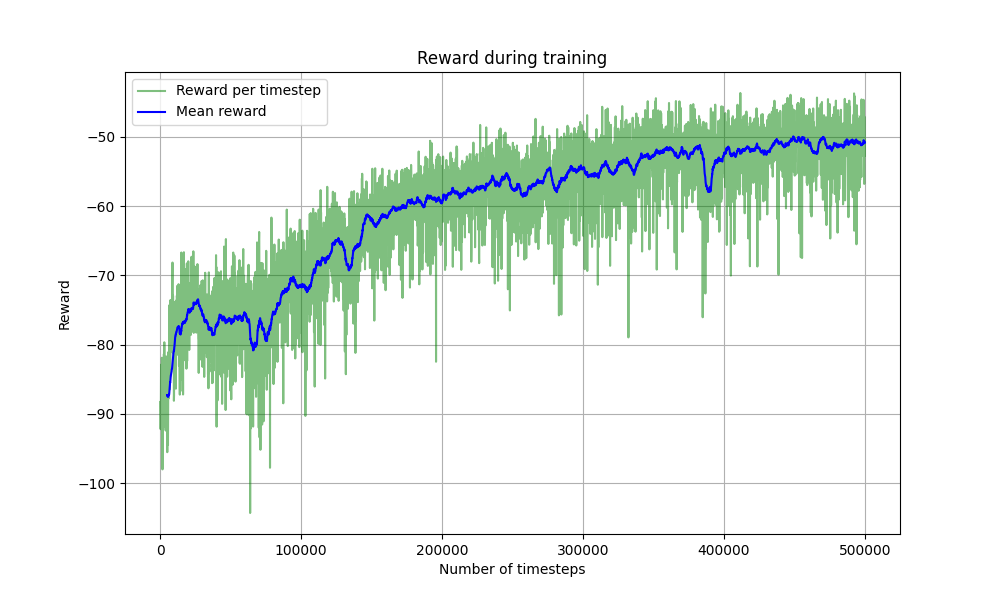 Reward during training
Reward per timestep
Mean reward
−50
−60
−70
−80
−90
−100
Reward
0 100000 200000 300000 400000 500000
Number of timesteps